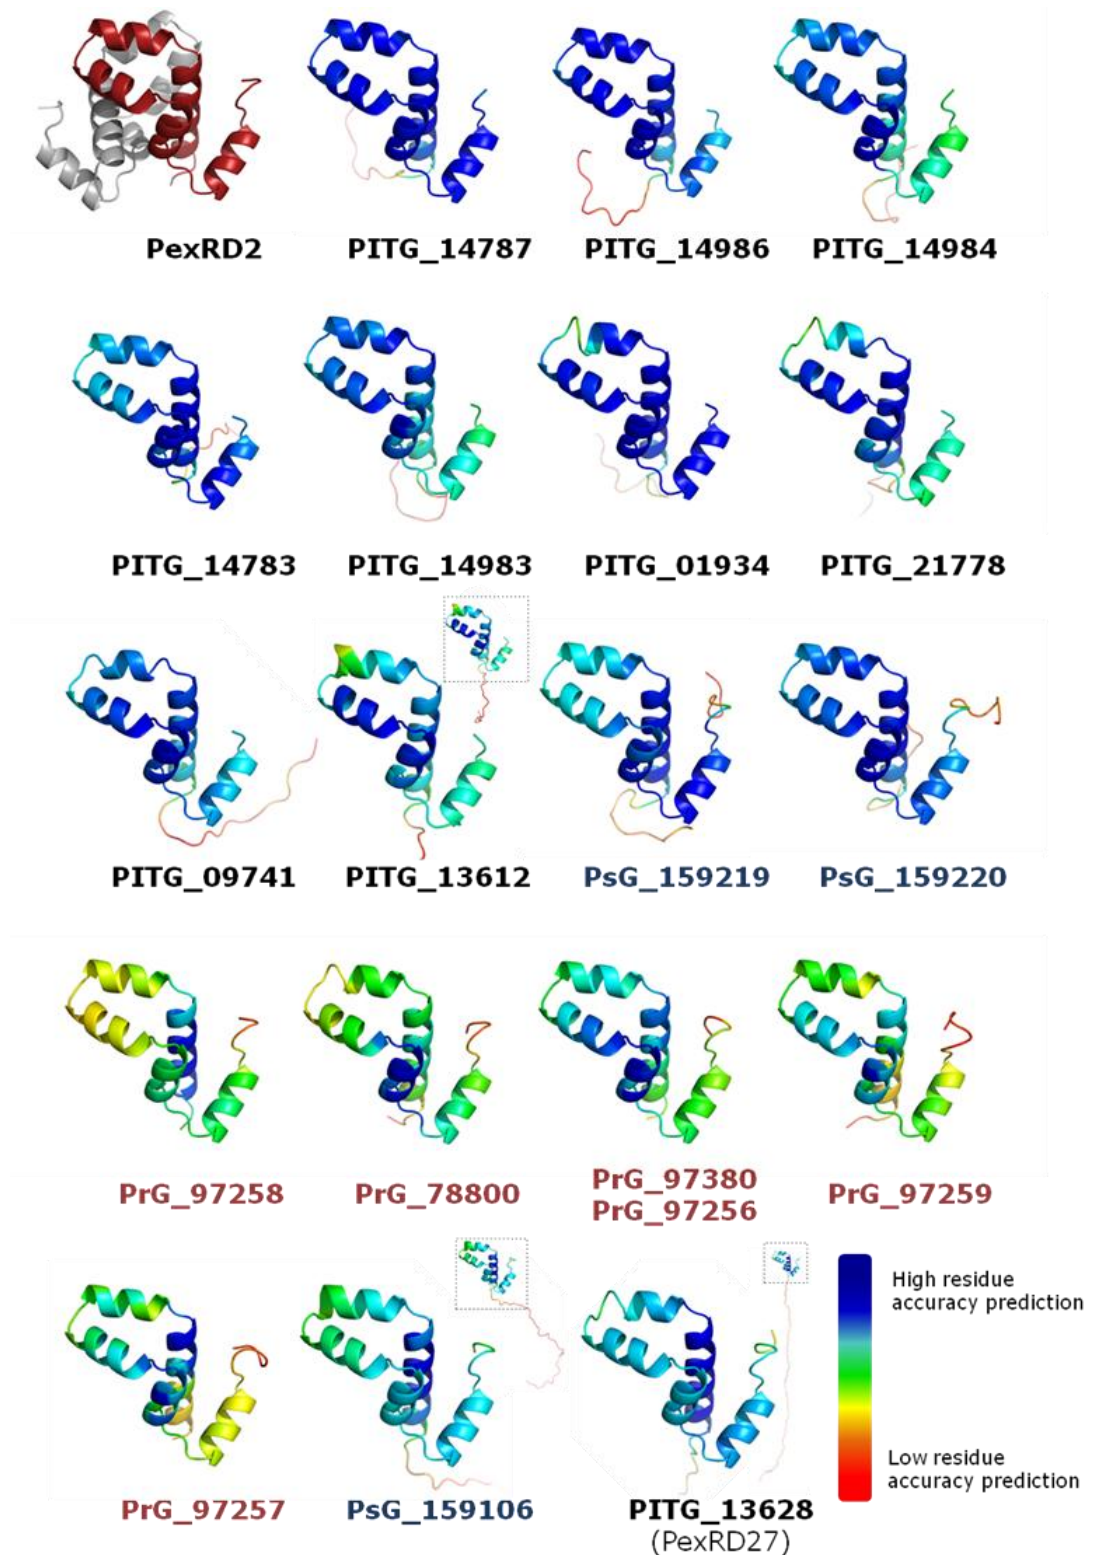 PexRD2
PITG_14787
PITG_14986
PITG_14984
PITG_14783
PITG_14983
PITG_01934
PITG_21778
PITG_09741
PITG_13612
PsG_159219
PsG_159220
PrG_97258
PrG_78800
PrG_97380
PrG_97256
PrG_97259
PrG_97257
PsG_159106
PITG_13628
(PexRD27)
High residue
accuracy prediction
Low residue
accuracy prediction